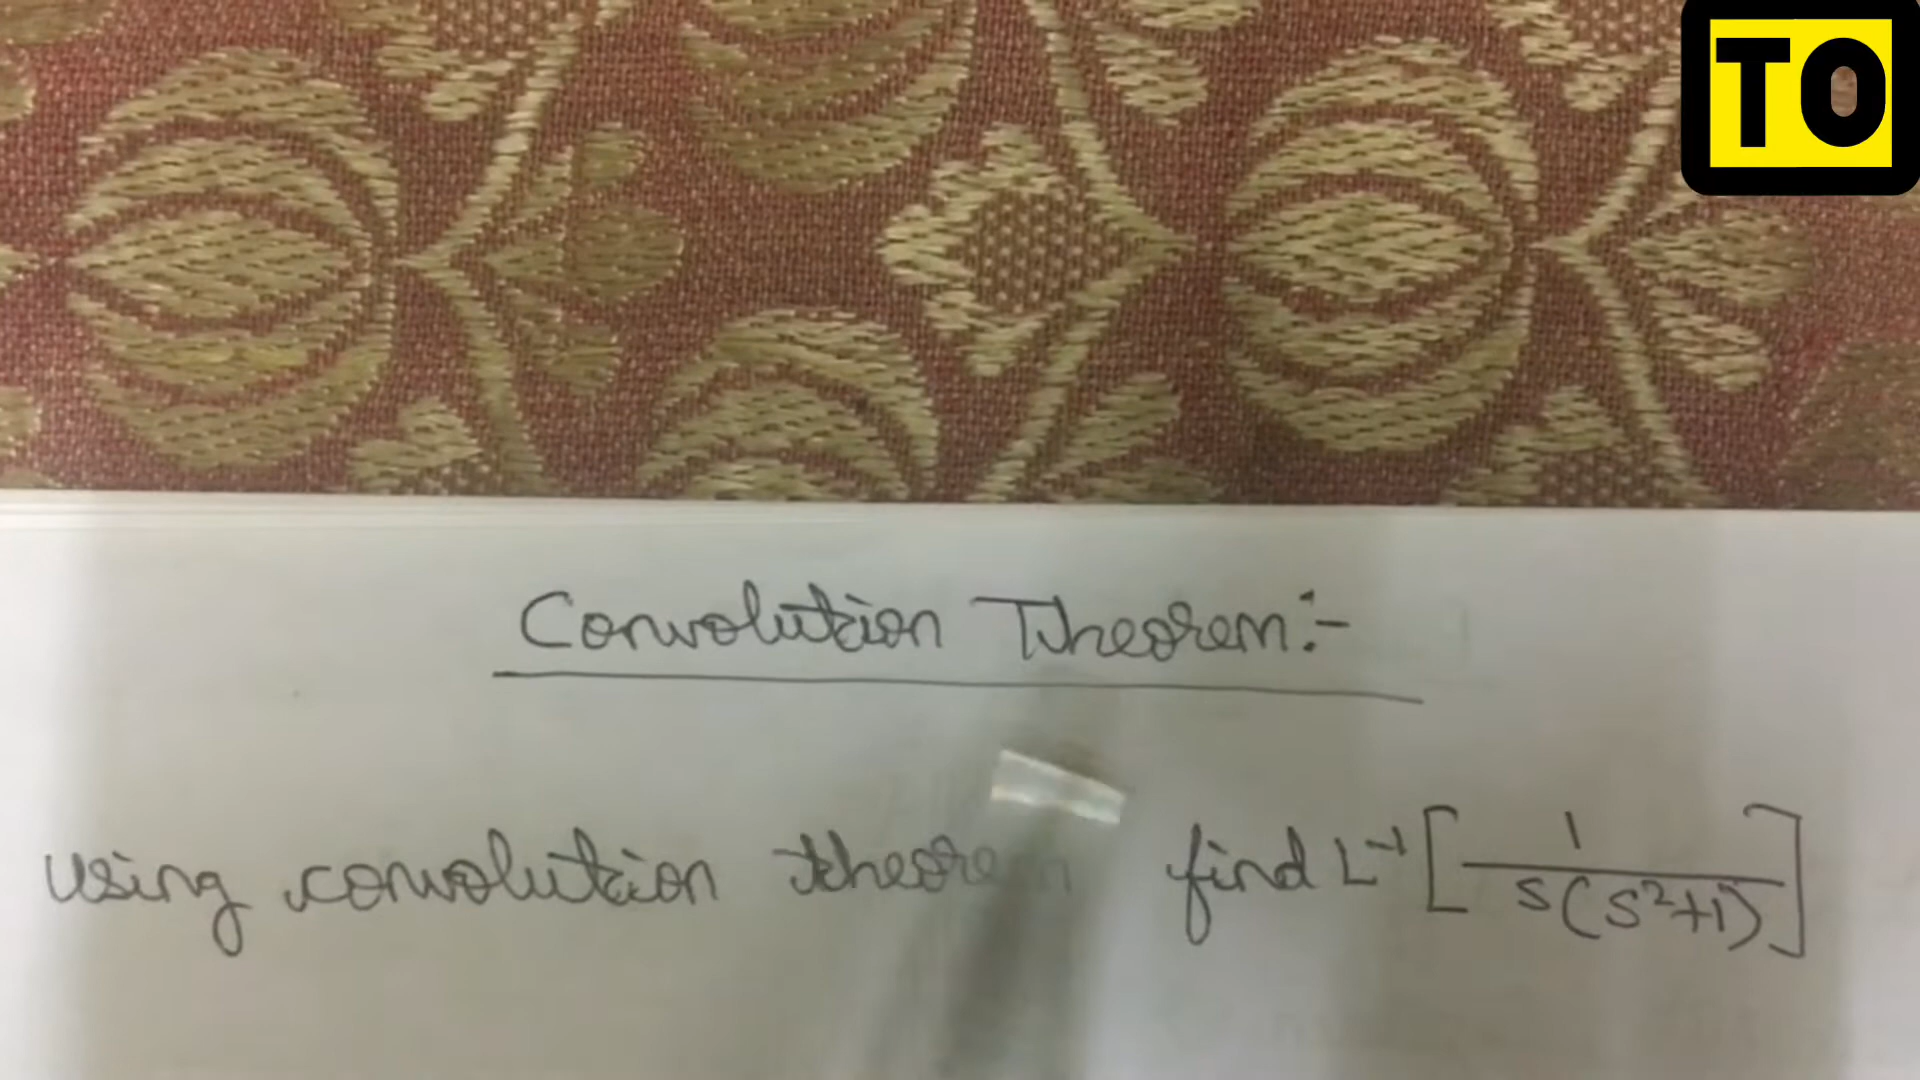 TO
Convolution Theorem:-
Using convolution theorem find L⁻¹[1/(s(s²+1))]